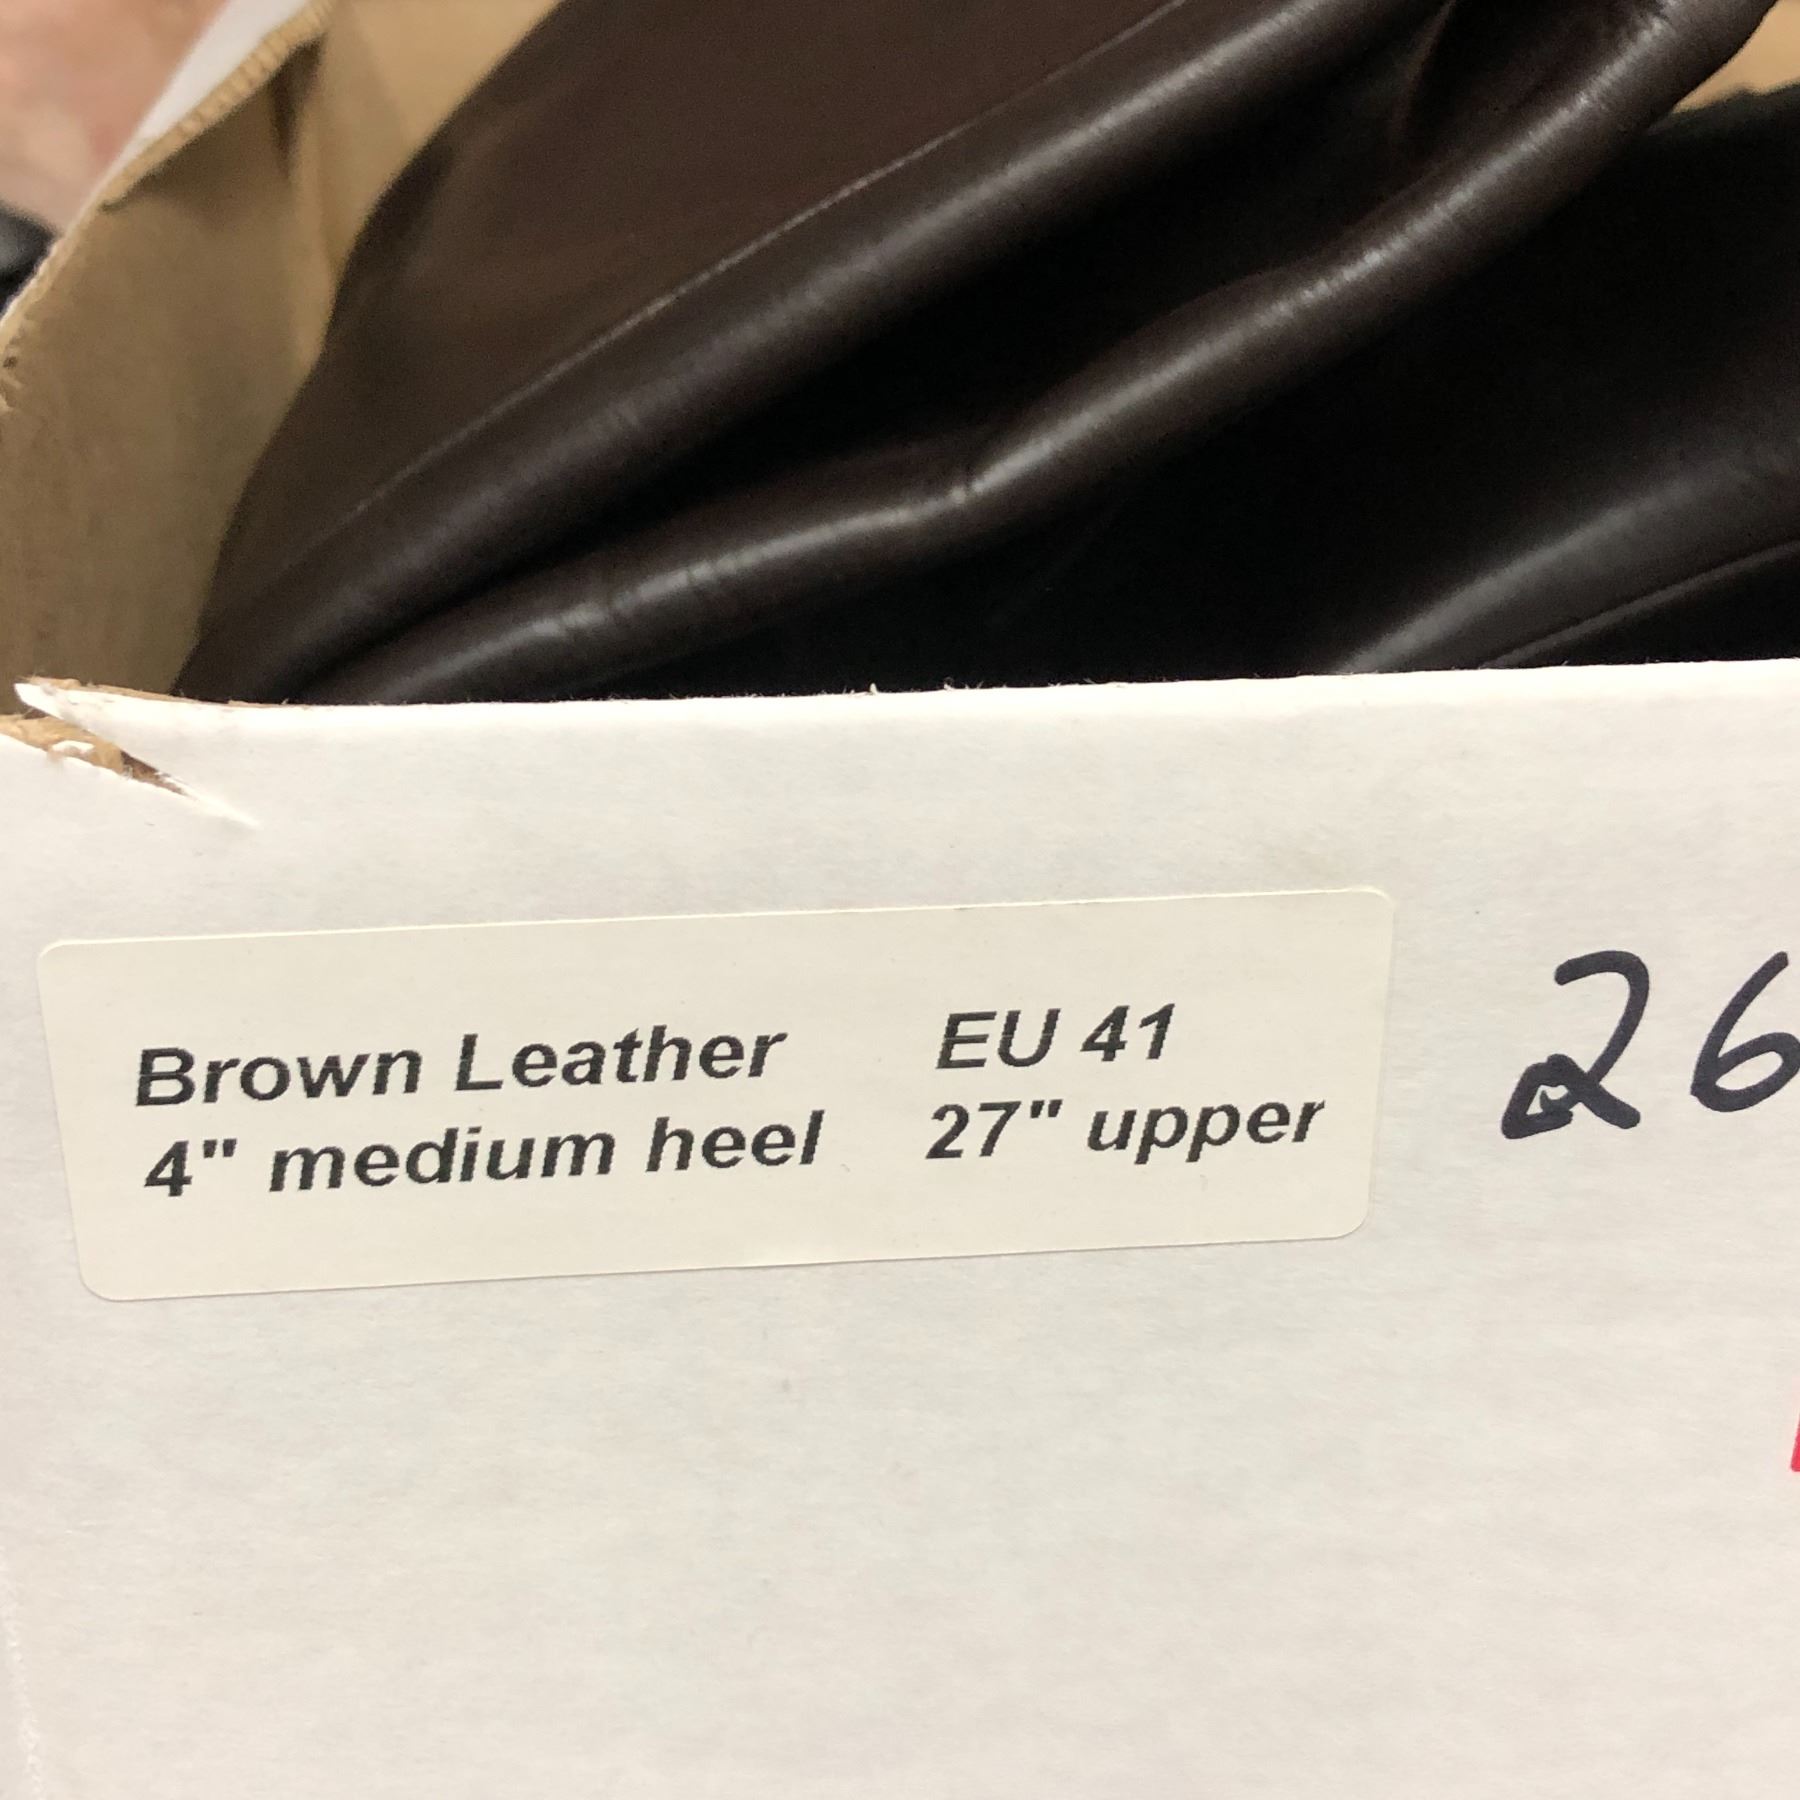 Brown Leather EU 41 26
4" medium heel 27" upper